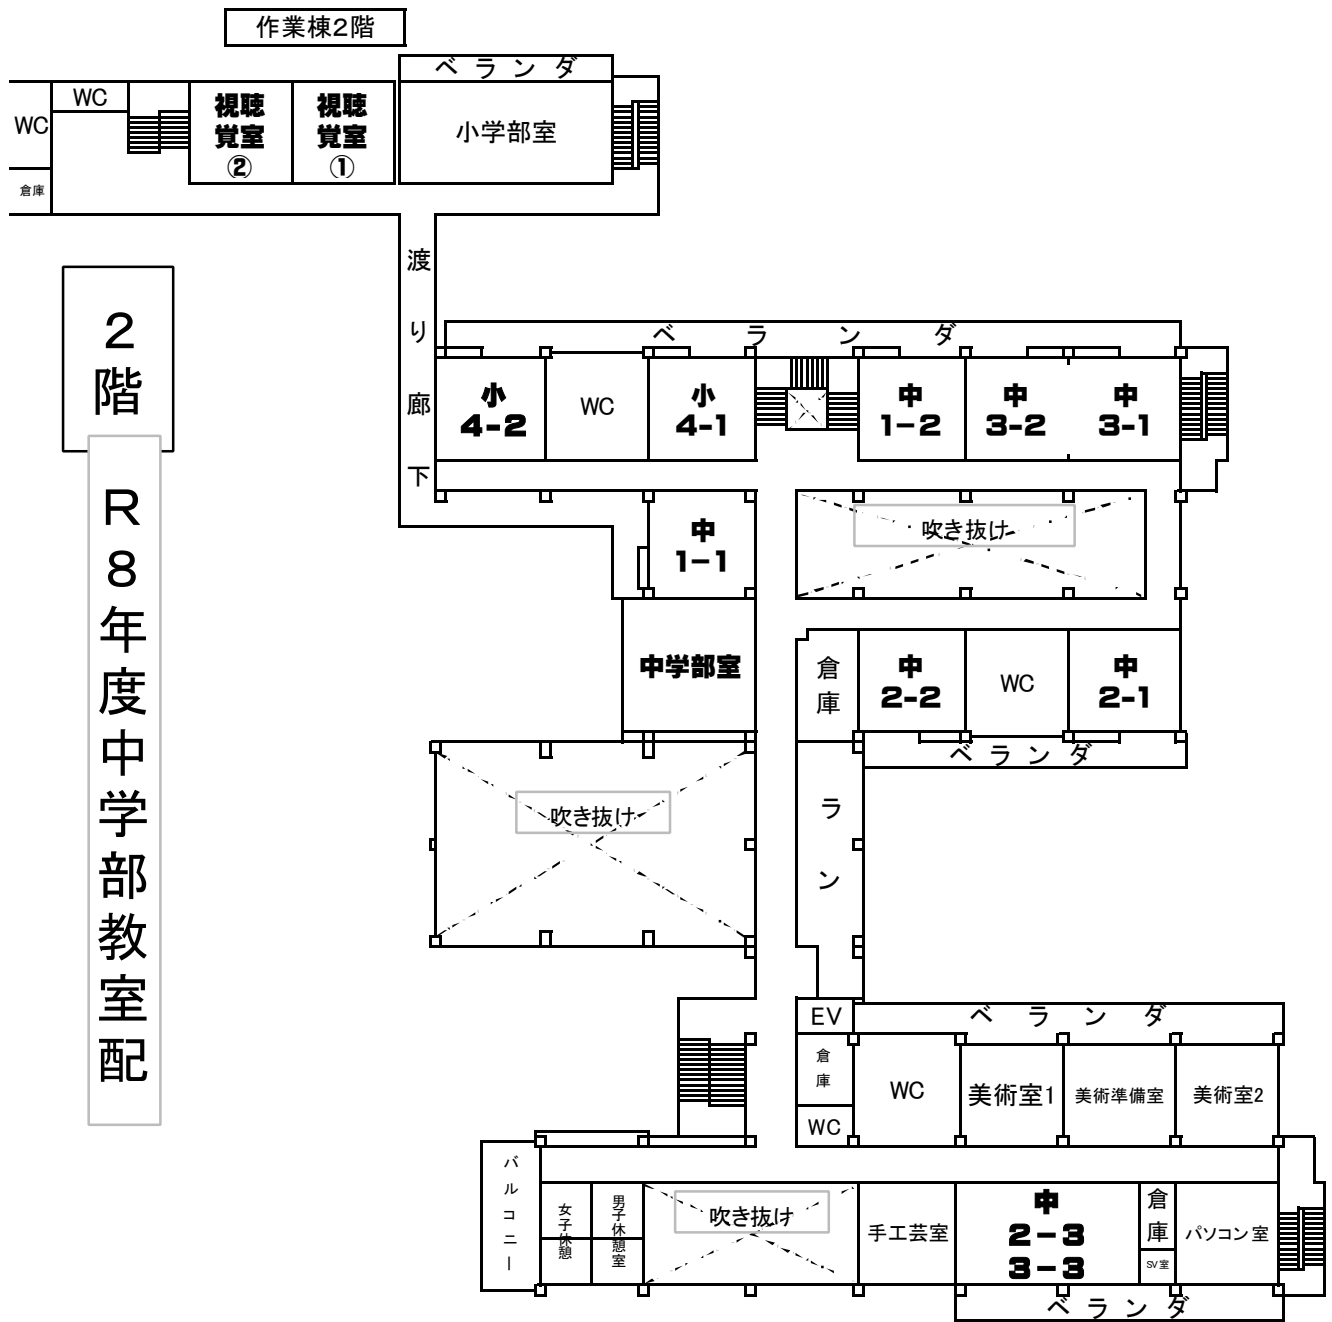 作業棟２階
ベランダ
WC
WC
倉庫
視聴
覚室
②
視聴
覚室
①
小学部室
渡り廊下
２階
Ｒ８年度中学部教室配
ベランダ
小
4-2
WC
小
4-1
中
1-2
中
3-2
中
3-1
中
1-1
吹き抜け
中学部室
倉庫
中
2-2
WC
中
2-1
ベランダ
吹き抜け
ラン
EV
ベランダ
倉庫
WC
WC
美術室1
美術準備室
美術室2
バルコニー
女子休憩
男子休憩室
吹き抜け
手工芸室
中
２－３
３－３
倉庫
SV室
パソコン室
ベランダ